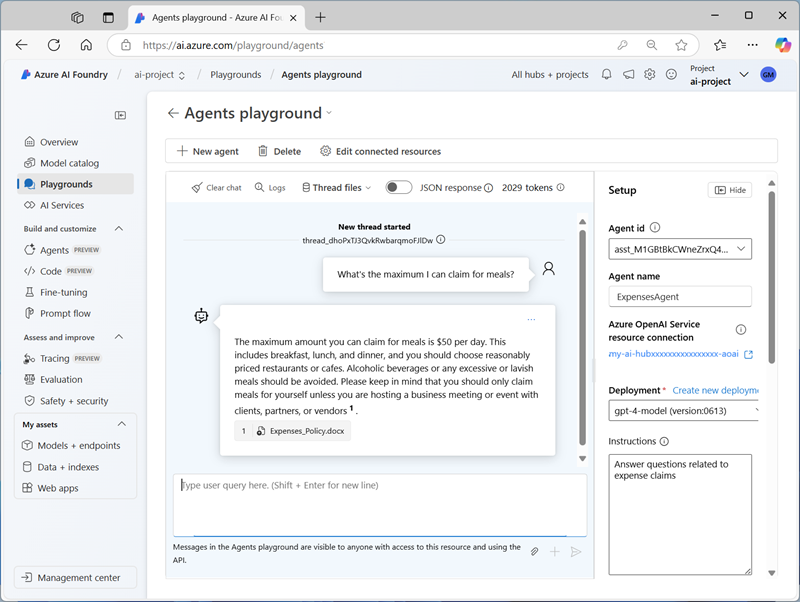 Agents playground - Azure AI Foundry
https://ai.azure.com/playground/agents
Azure AI Foundry / ai-project / Playgrounds / Agents playground
All hubs + projects
Project
ai-project
GM
Overview
Model catalog
Playgrounds
AI Services
Build and customize
Agents PREVIEW
Code PREVIEW
Fine-tuning
Prompt flow
Assess and improve
Tracing PREVIEW
Evaluation
Safety + security
My assets
Models + endpoints
Data + indexes
Web apps
Management center
Agents playground
New agent
Delete
Edit connected resources
Clear chat
Logs
Thread files
JSON response
2029 tokens
New thread started
thread_dhoPxTJ3QvkRwbarqmoFJlDw
What's the maximum I can claim for meals?
...
The maximum amount you can claim for meals is $50 per day. This
includes breakfast, lunch, and dinner, and you should choose reasonably
priced restaurants or cafes. Alcoholic beverages or any excessive or lavish
meals should be avoided. Please keep in mind that you should only claim
meals for yourself unless you are hosting a business meeting or event with
clients, partners, or vendors 1 .
1 Expenses_Policy.docx
Type user query here. (Shift + Enter for new line)
Messages in the Agents playground are visible to anyone with access to this resource and using the
API.
Setup
Hide
Agent id
asst_M1GBtBkCWneZrxQ4...
Agent name
ExpensesAgent
Azure OpenAI Service
resource connection
my-ai-hubxxxxxxxxxxxxxxxx-aoai
Deployment * Create new deploym
gpt-4-model (version:0613)
Instructions
Answer questions related to
expense claims